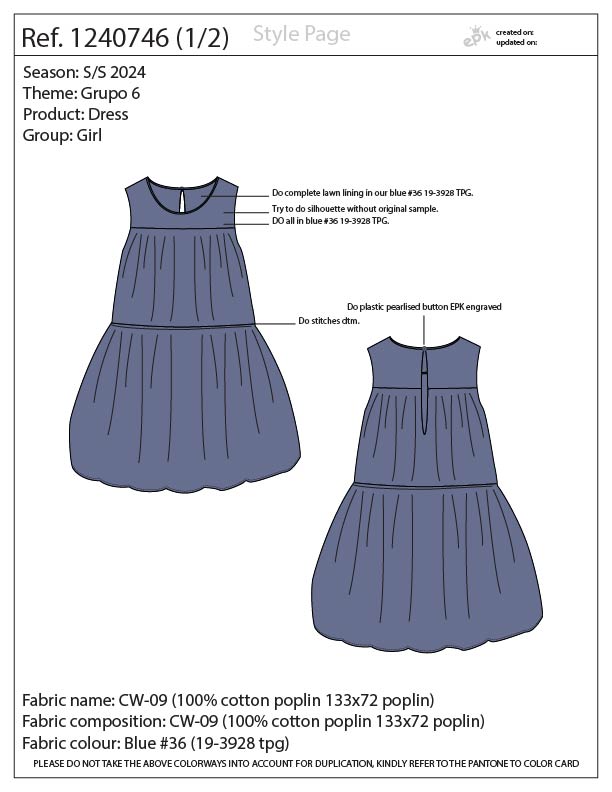 Ref. 1240746 (1/2)
Style Page
epk
created on:
updated on:
Season: S/S 2024
Theme: Grupo 6
Product: Dress
Group: Girl
Do complete lawn lining in our blue #36 19-3928 TPG.
Try to do silhouette without original sample.
DO all in blue #36 19-3928 TPG.
Do plastic pearlised button EPK engraved
Do stitches dtm.
Fabric name: CW-09 (100% cotton poplin 133x72 poplin)
Fabric composition: CW-09 (100% cotton poplin 133x72 poplin)
Fabric colour: Blue #36 (19-3928 tpg)
PLEASE DO NOT TAKE THE ABOVE COLORWAYS INTO ACCOUNT FOR DUPLICATION, KINDLY REFER TO THE PANTONE TO COLOR CARD